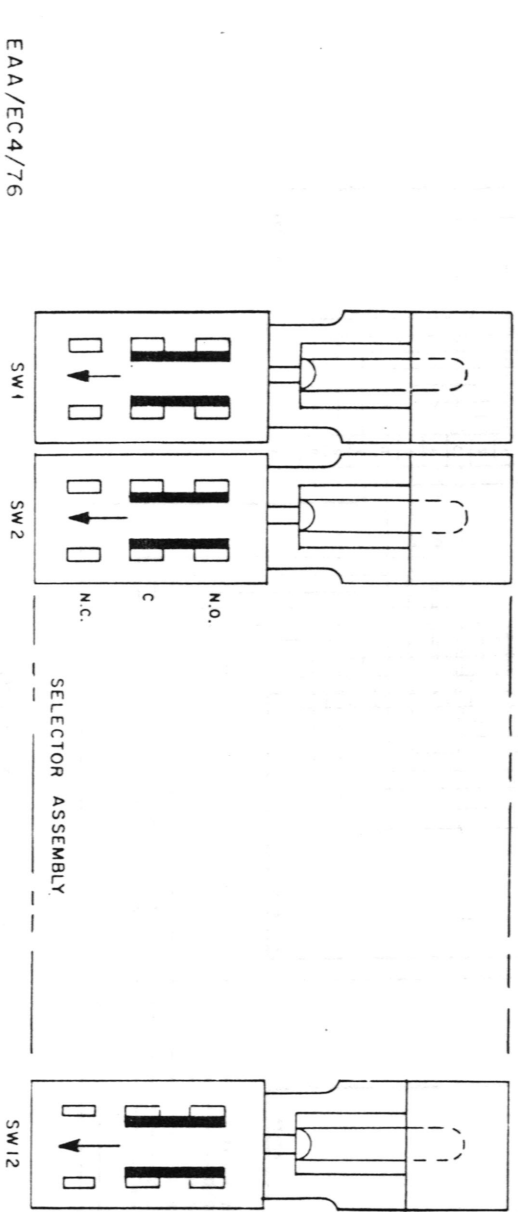 EAA/EC4/76
SW1
SW2
N.C.
C
N.O.
SELECTOR ASSEMBLY
SW12